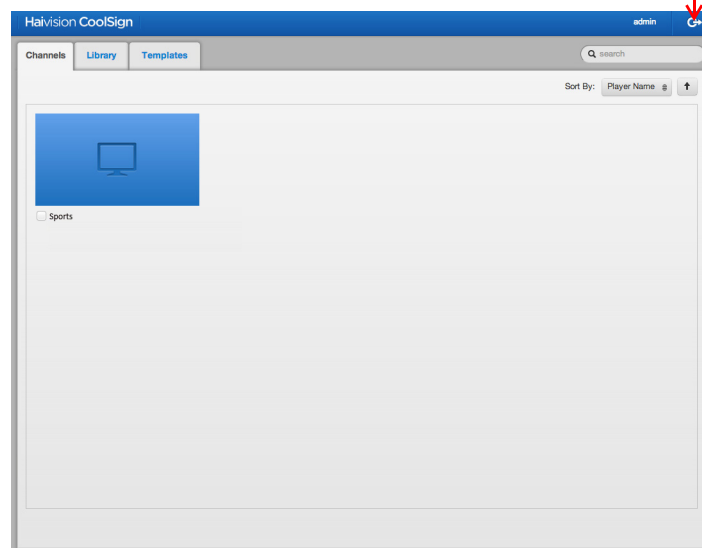 Haivision CoolSign admin
Channels Library Templates search
Sort By: Player Name
Sports